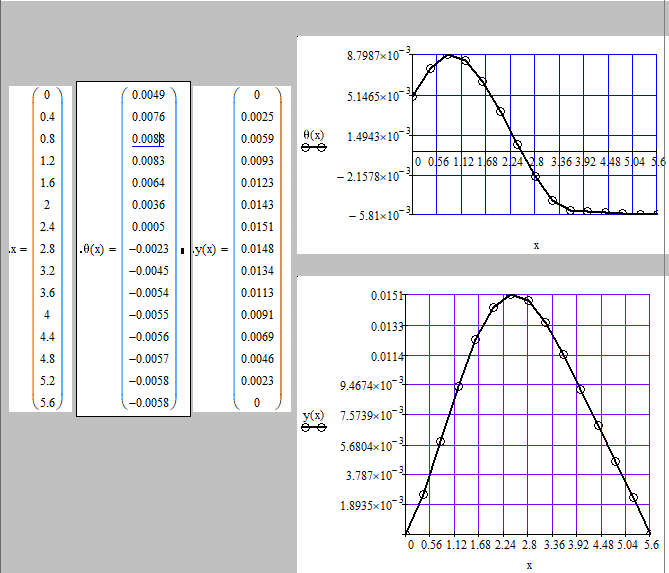 .x = 0 0.4 0.8 1.2 1.6 2 2.4 2.8 3.2 3.6 4 4.4 4.8 5.2 5.6
.θ(x) = 0.0049 0.0076 0.0088 0.0083 0.0064 0.0036 0.0005 −0.0023 −0.0045 −0.0054 −0.0055 −0.0056 −0.0057 −0.0058 −0.0058
.y(x) = 0 0.0025 0.0059 0.0093 0.0123 0.0143 0.0151 0.0148 0.0134 0.0113 0.0091 0.0069 0.0046 0.0023 0
8.7987×10⁻³
5.1465×10⁻³
1.4943×10⁻³
−2.1578×10⁻³
−5.81×10⁻³
θ(x)
0 0.56 1.12 1.68 2.24 2.8 3.36 3.92 4.48 5.04 5.6
x
0.0151
0.0133
0.0114
9.4674×10⁻³
7.5739×10⁻³
5.6804×10⁻³
3.787×10⁻³
1.8935×10⁻³
y(x)
0 0.56 1.12 1.68 2.24 2.8 3.36 3.92 4.48 5.04 5.6
x